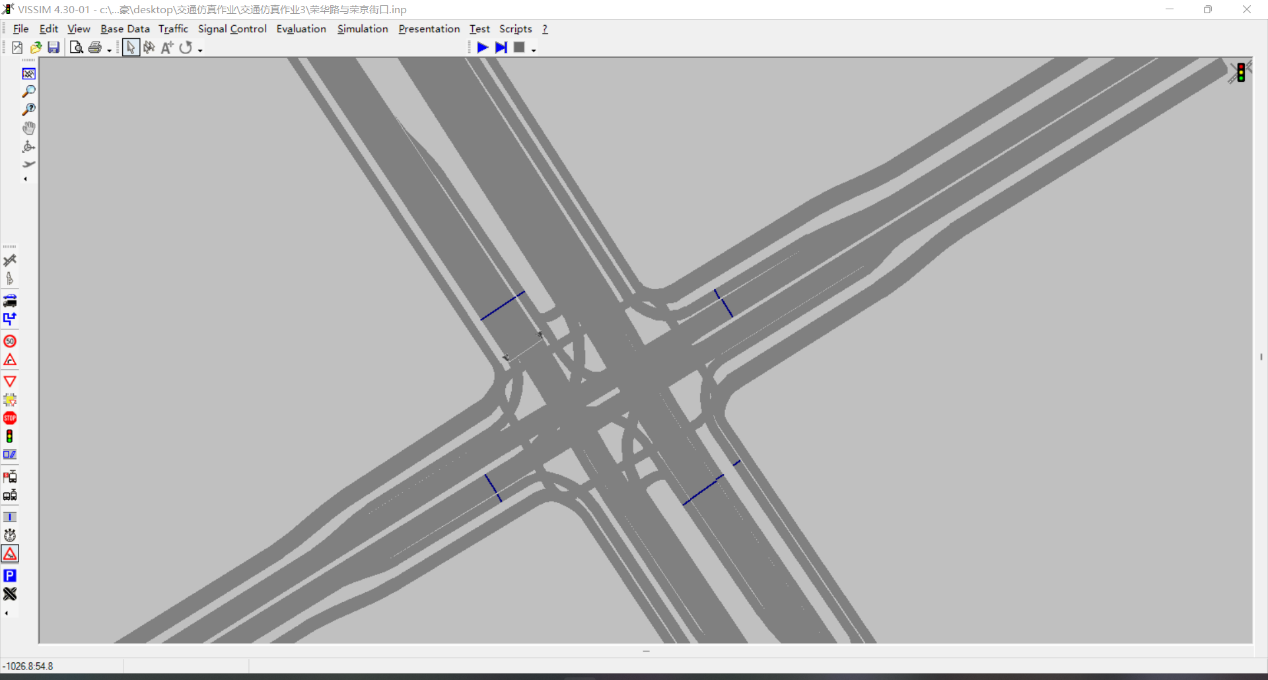 VISSIM 4.30-01 - c:\...豪\desktop\交通仿真作业\交通仿真作业3\荣华路与荣京街口.inp
File Edit View Base Data Traffic Signal Control Evaluation Simulation Presentation Test Scripts ?
A
50
STOP
P
-1026.8:54.8